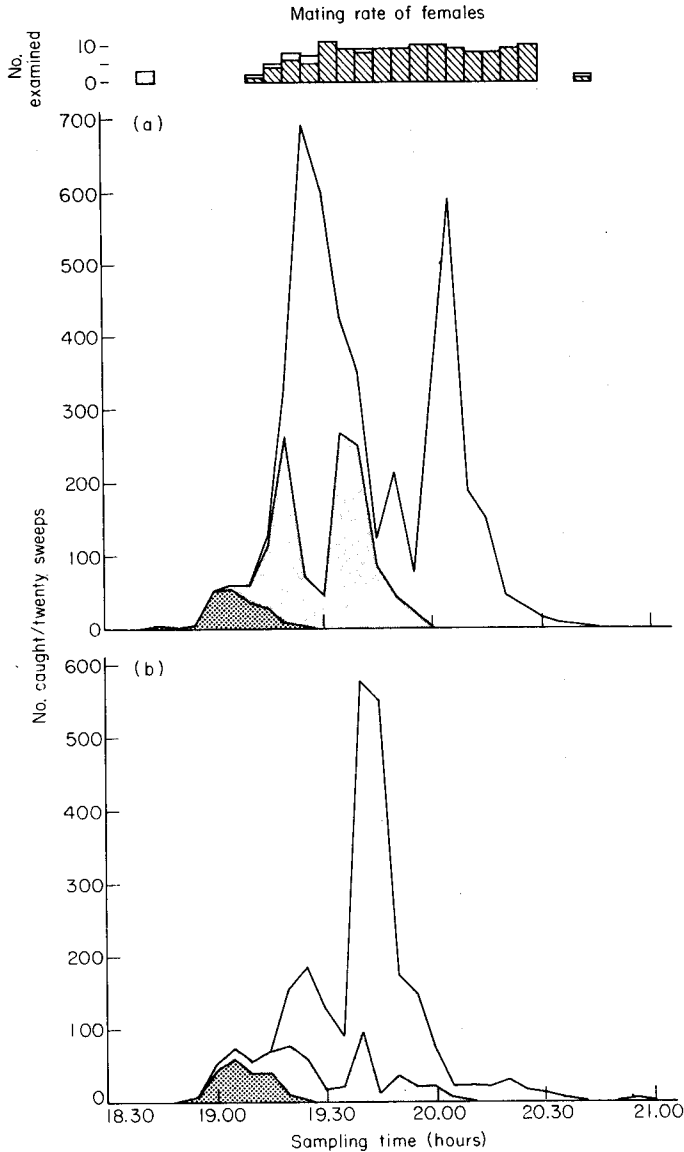 Mating rate of females
No.
examined
10
0
(a)
700
600
500
400
300
200
100
0
No. caught/twenty sweeps
(b)
600
500
400
300
200
100
0
18.30 19.00 19.30 20.00 20.30 21.00
Sampling time (hours)